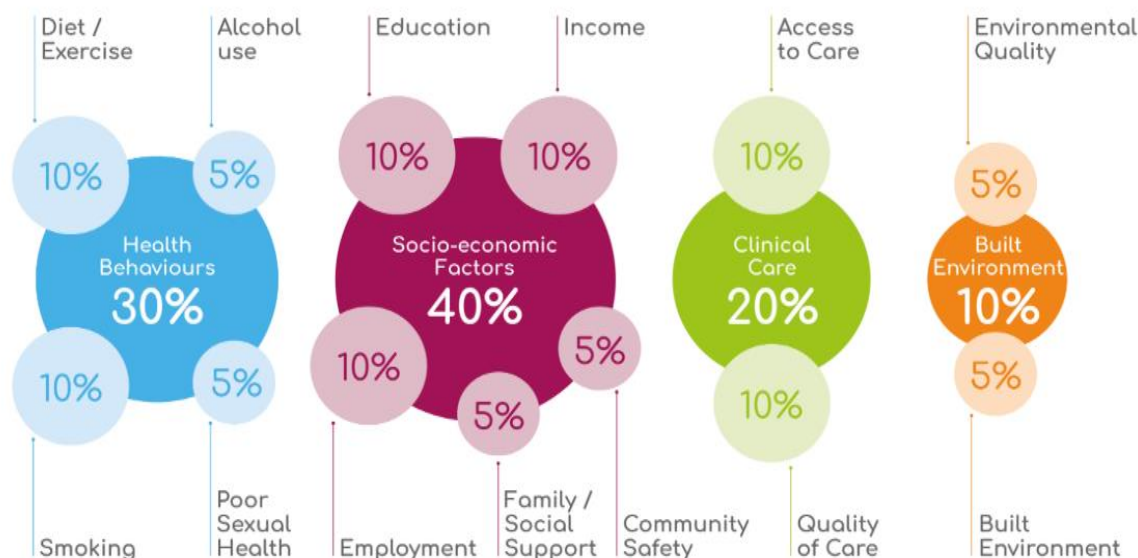 Diet /
Exercise
Alcohol
use
Education
Income
Access
to Care
Environmental
Quality
10%
5%
10%
10%
10%
5%
Health
Behaviours
30%
Socio-economic
Factors
40%
Clinical
Care
20%
Built
Environment
10%
10%
5%
10%
5%
5%
10%
5%
Smoking
Poor
Sexual
Health
Employment
Family /
Social
Support
Community
Safety
Quality
of Care
Built
Environment